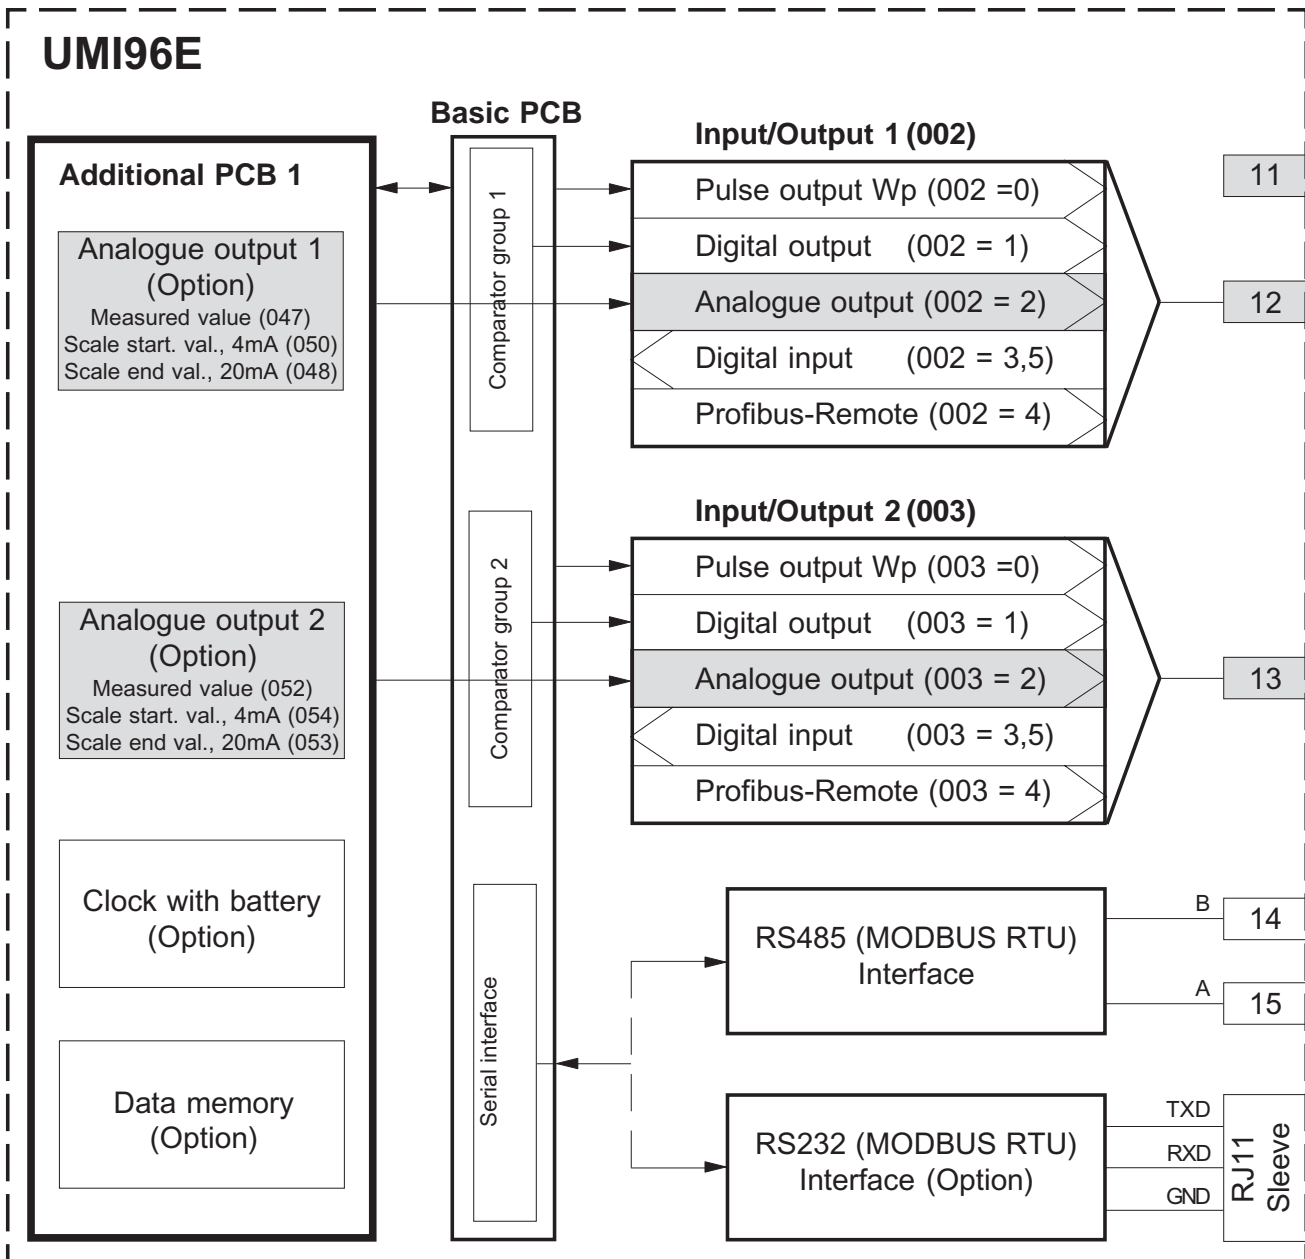 UMI96E
Basic PCB
Additional PCB 1
Analogue output 1
(Option)
Measured value (047)
Scale start. val., 4mA (050)
Scale end val., 20mA (048)
Analogue output 2
(Option)
Measured value (052)
Scale start. val., 4mA (054)
Scale end val., 20mA (053)
Clock with battery
(Option)
Data memory
(Option)
Comparator group 1
Comparator group 2
Serial interface
Input/Output 1 (002)
Pulse output Wp (002 =0)
Digital output (002 = 1)
Analogue output (002 = 2)
Digital input (002 = 3,5)
Profibus-Remote (002 = 4)
11
12
Input/Output 2 (003)
Pulse output Wp (003 =0)
Digital output (003 = 1)
Analogue output (003 = 2)
Digital input (003 = 3,5)
Profibus-Remote (003 = 4)
13
RS485 (MODBUS RTU)
Interface
B
14
A
15
RS232 (MODBUS RTU)
Interface (Option)
TXD
RXD
GND
RJ11
Sleeve